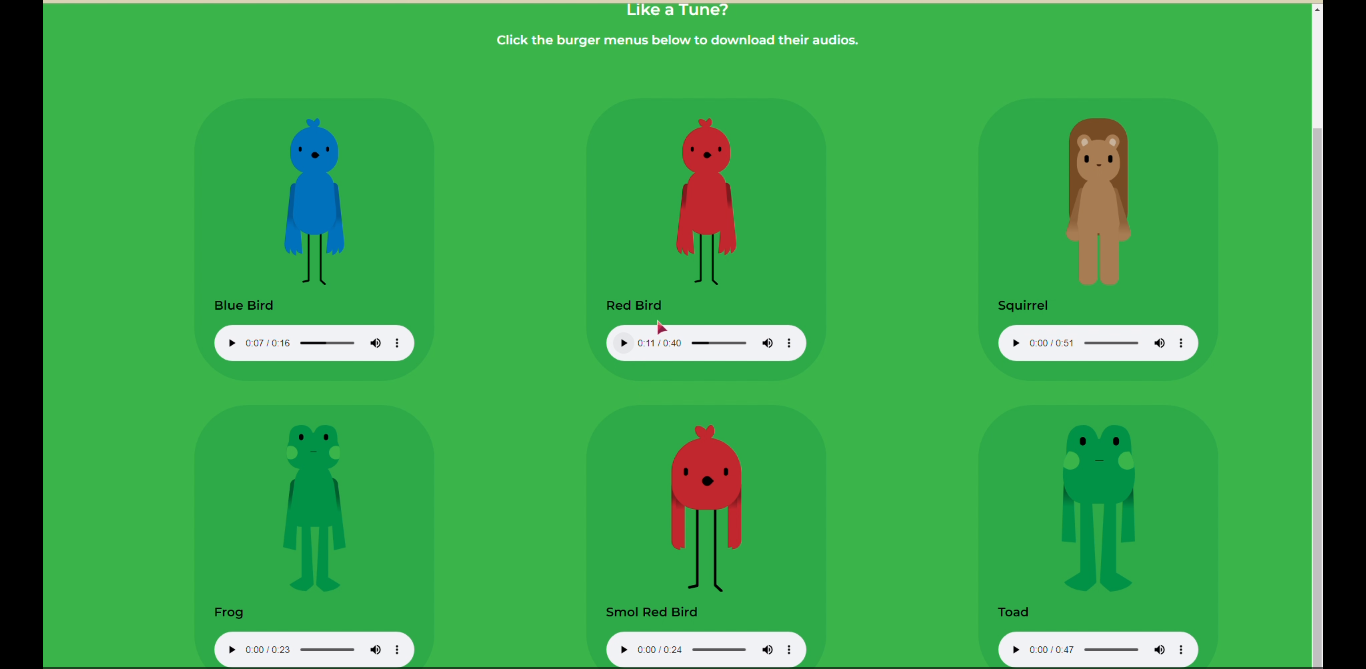 Like a Tune?
Click the burger menus below to download their audios.
Blue Bird
0:07 / 0:16
Red Bird
0:11 / 0:40
Squirrel
0:00 / 0:51
Frog
0:00 / 0:23
Smol Red Bird
0:00 / 0:24
Toad
0:00 / 0:47